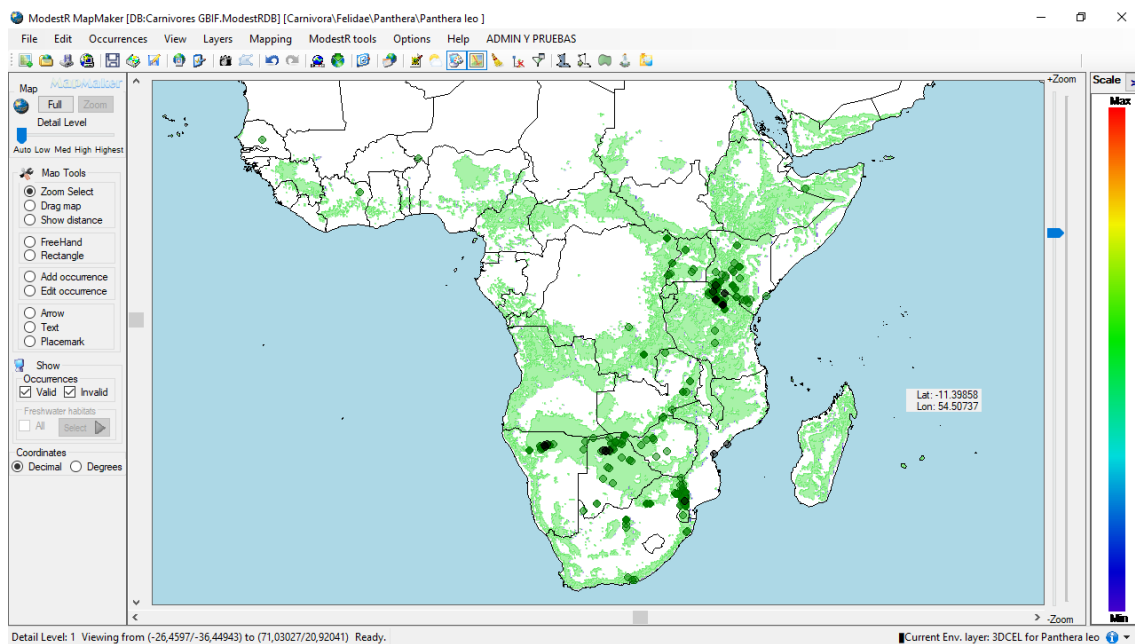 ModestR MapMaker [DB:Carnivores GBIF.ModestRDB] [Carnivora\Felidae\Panthera\Panthera leo ]
File Edit Occurrences View Layers Mapping ModestR tools Options Help ADMIN Y PRUEBAS
Map MapMaker
Full Zoom
Detail Level
Auto Low Med High Highest
Map Tools
Zoom Select
Drag map
Show distance
FreeHand
Rectangle
Add occurrence
Edit occurrence
Arrow
Text
Placemark
Show
Occurrences
Valid Invalid
Freshwater habitats
All Select
Coordinates
Decimal Degrees
+Zoom
Lat: -11.39858
Lon: 54.50737
-Zoom
Scale >
Max
Min
Detail Level: 1 Viewing from (-26,4597/-36,44943) to (71,03027/20,92041) Ready.
Current Env. layer: 3DCEL for Panthera leo